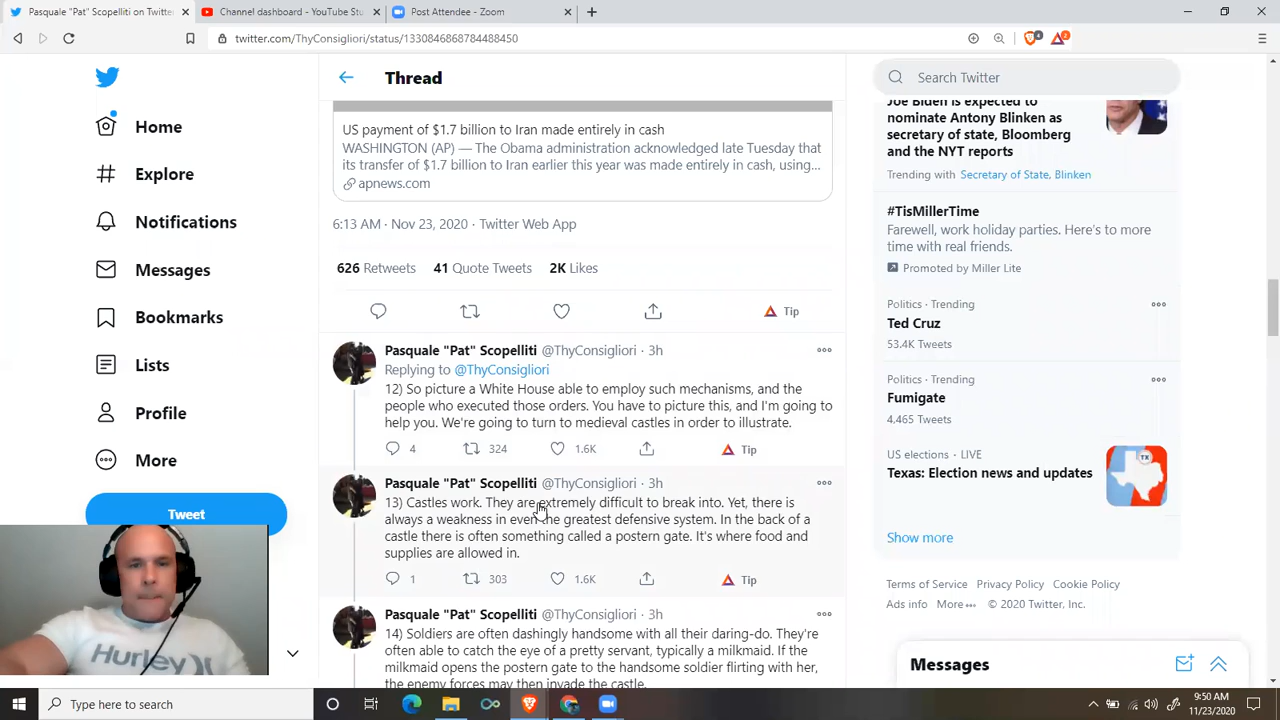 Pasquale "Pat" Scopelliti on Twitte
Channel dashboard - YouTube Stu
Post Attendee - Zoom
twitter.com/ThyConsigliori/status/1330846868784488450
4
2
Home
Explore
Notifications
Messages
Bookmarks
Lists
Profile
More
Tweet
Thread
US payment of $1.7 billion to Iran made entirely in cash
WASHINGTON (AP) — The Obama administration acknowledged late Tuesday that
its transfer of $1.7 billion to Iran earlier this year was made entirely in cash, using...
apnews.com
6:13 AM · Nov 23, 2020 · Twitter Web App
626 Retweets 41 Quote Tweets 2K Likes
Tip
Pasquale "Pat" Scopelliti @ThyConsigliori · 3h
Replying to @ThyConsigliori
12) So picture a White House able to employ such mechanisms, and the
people who executed those orders. You have to picture this, and I'm going to
help you. We're going to turn to medieval castles in order to illustrate.
4 324 1.6K Tip
Pasquale "Pat" Scopelliti @ThyConsigliori · 3h
13) Castles work. They are extremely difficult to break into. Yet, there is
always a weakness in even the greatest defensive system. In the back of a
castle there is often something called a postern gate. It's where food and
supplies are allowed in.
1 303 1.6K Tip
Pasquale "Pat" Scopelliti @ThyConsigliori · 3h
14) Soldiers are often dashingly handsome with all their daring-do. They're
often able to catch the eye of a pretty servant, typically a milkmaid. If the
milkmaid opens the postern gate to the handsome soldier flirting with her,
the enemy forces may then invade the castle.
Search Twitter
Joe Biden is expected to
nominate Antony Blinken as
secretary of state, Bloomberg
and the NYT reports
Trending with Secretary of State, Blinken
#TisMillerTime
Farewell, work holiday parties. Here's to more
time with real friends.
Promoted by Miller Lite
Politics · Trending
Ted Cruz
53.4K Tweets
Politics · Trending
Fumigate
4,465 Tweets
US elections · LIVE
Texas: Election news and updates
TX
Show more
Terms of Service Privacy Policy Cookie Policy
Ads info More © 2020 Twitter, Inc.
Messages
Hurley
Type here to search
9:50 AM
11/23/2020